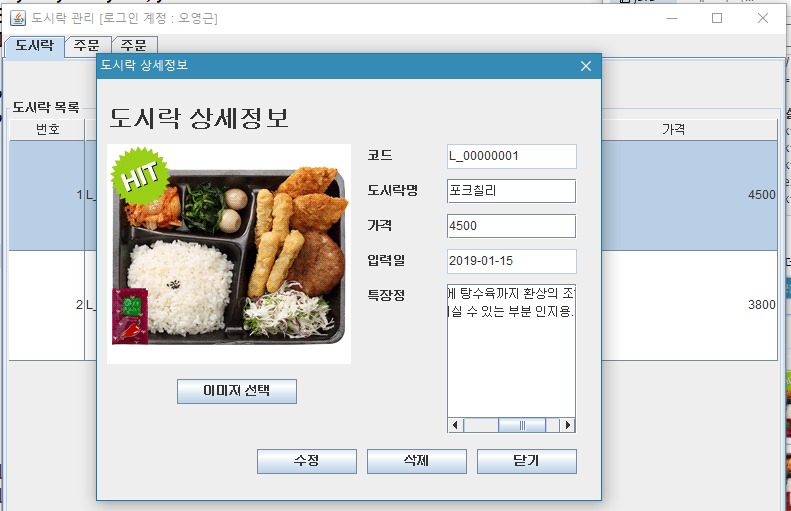 도시락 관리 [로그인 계정 : 오영근]
도시락 주문 주문
도시락 상세정보
도시락 목록
번호
가격
1 L_
4500
2 L_
3800
도시락 상세정보
HIT
코드 L_00000001
도시락명 포크칠리
가격 4500
입력일 2019-01-15
특장정
에 탕수육까지 환상의 조
실 수 있는 부분 인지용.
이미지 선택
수정 삭제 닫기